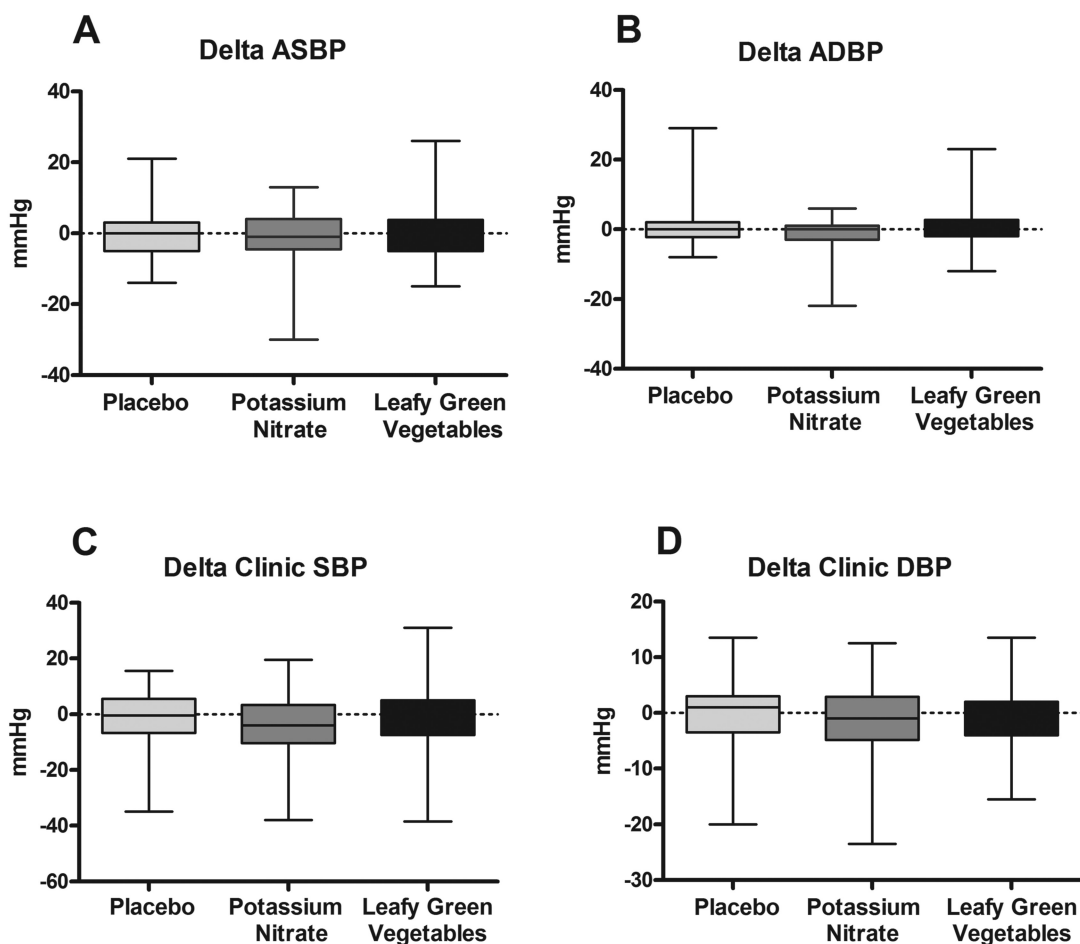 A
Delta ASBP
mmHg
40
20
0
-20
-40
Placebo
Potassium
Nitrate
Leafy Green
Vegetables
B
Delta ADBP
mmHg
40
20
0
-20
-40
Placebo
Potassium
Nitrate
Leafy Green
Vegetables
C
Delta Clinic SBP
mmHg
40
20
0
-20
-40
-60
Placebo
Potassium
Nitrate
Leafy Green
Vegetables
D
Delta Clinic DBP
mmHg
20
10
0
-10
-20
-30
Placebo
Potassium
Nitrate
Leafy Green
Vegetables